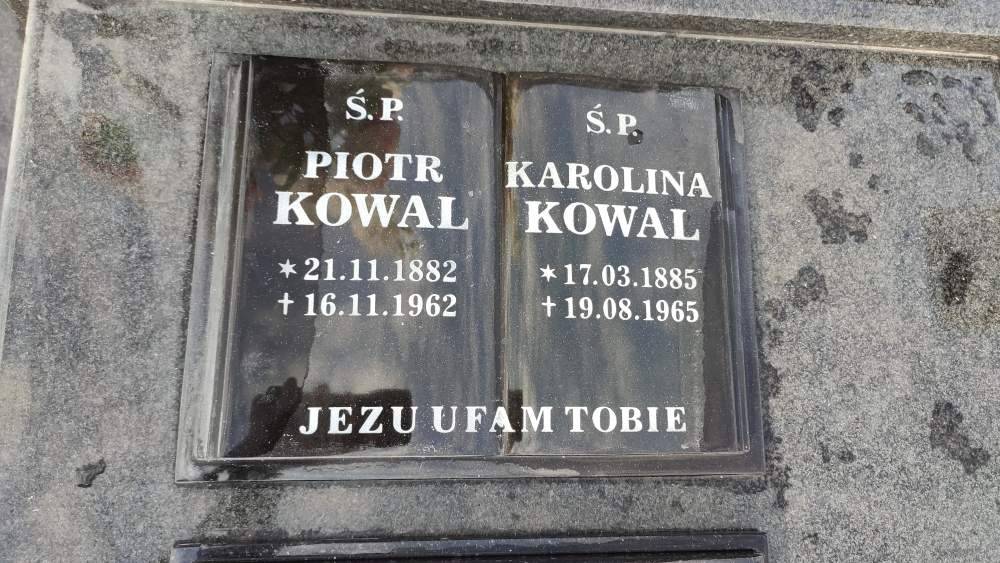 Ś.P.
PIOTR
KOWAL
✶ 21.11.1882
† 16.11.1962
Ś.P.
KAROLINA
KOWAL
✶ 17.03.1885
† 19.08.1965
JEZU UFAM TOBIE